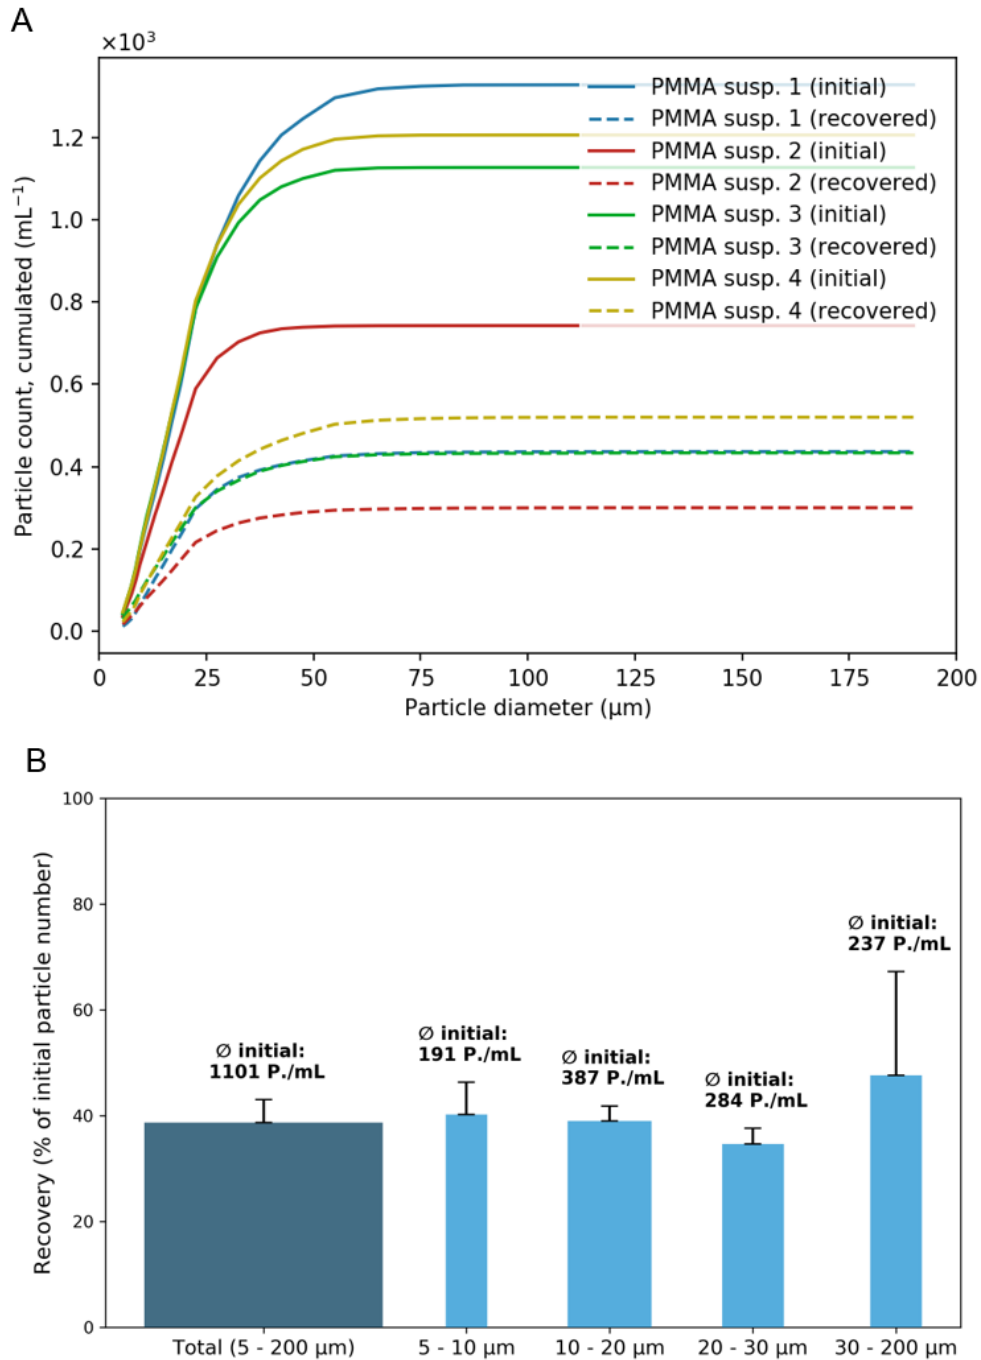 A
×10³
1.2
1.0
0.8
0.6
0.4
0.2
0.0
Particle count, cumulated (mL⁻¹)
PMMA susp. 1 (initial)
PMMA susp. 1 (recovered)
PMMA susp. 2 (initial)
PMMA susp. 2 (recovered)
PMMA susp. 3 (initial)
PMMA susp. 3 (recovered)
PMMA susp. 4 (initial)
PMMA susp. 4 (recovered)
0 25 50 75 100 125 150 175 200
Particle diameter (µm)
B
100
80
60
40
20
0
Recovery (% of initial particle number)
Ø initial:
1101 P./mL
Ø initial:
191 P./mL
Ø initial:
387 P./mL
Ø initial:
284 P./mL
Ø initial:
237 P./mL
Total (5 - 200 µm) 5 - 10 µm 10 - 20 µm 20 - 30 µm 30 - 200 µm